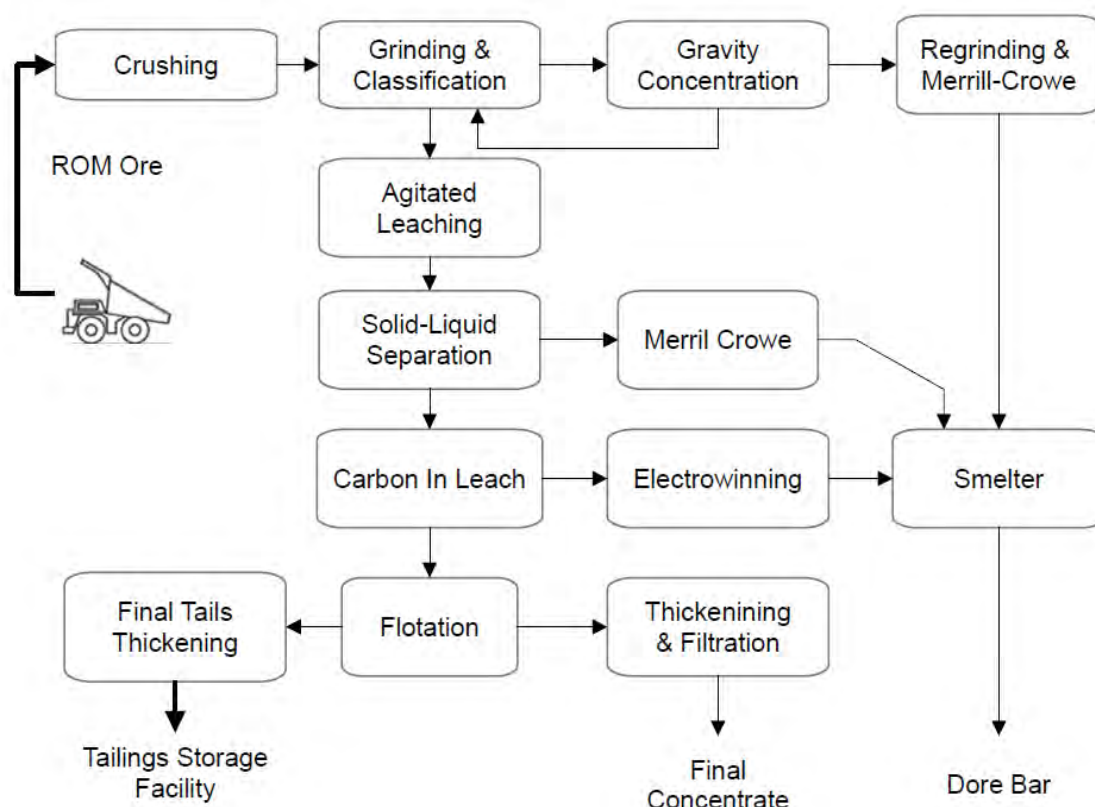 Crushing
Grinding &
Classification
Gravity
Concentration
Regrinding &
Merrill-Crowe
ROM Ore
Agitated
Leaching
Solid-Liquid
Separation
Merril Crowe
Carbon In Leach
Electrowinning
Smelter
Final Tails
Thickening
Flotation
Thickenining
& Filtration
Tailings Storage
Facility
Final
Concentrate
Dore Bar